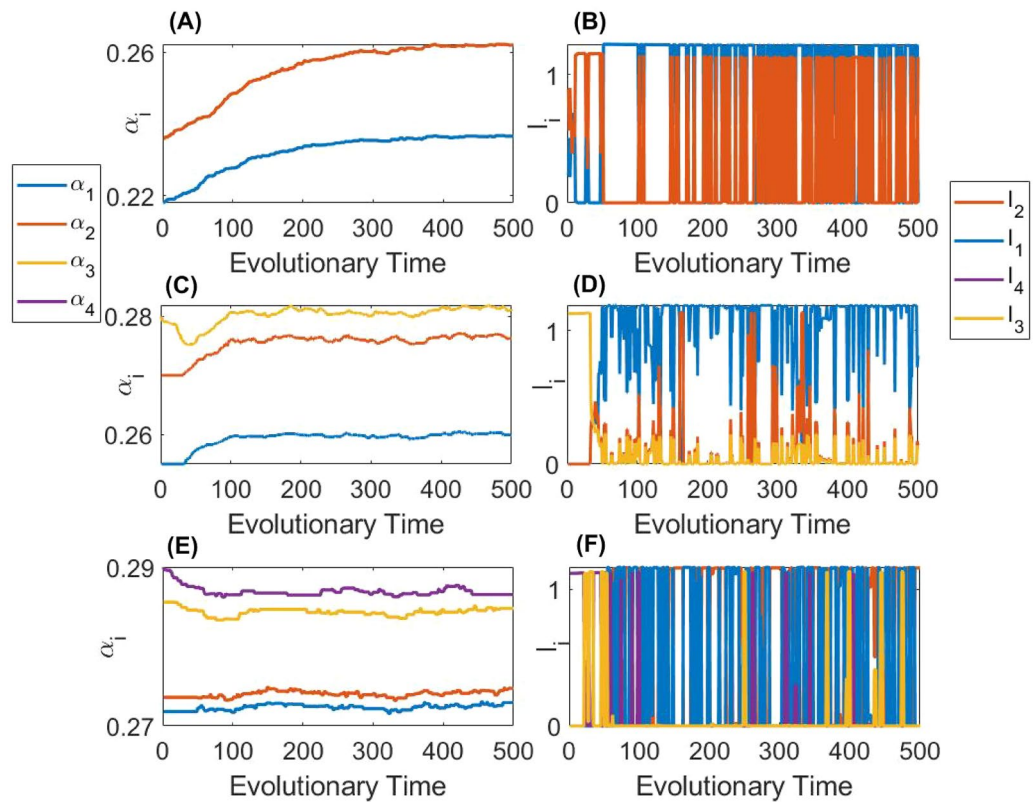 (A)
(B)
0.26
0.22
α_i
0 100 200 300 400 500
Evolutionary Time
1
0
I_i
0 100 200 300 400 500
Evolutionary Time
α_1
α_2
α_3
α_4
I_2
I_1
I_4
I_3
(C)
(D)
0.28
0.26
α_i
0 100 200 300 400 500
Evolutionary Time
1
0
I_i
0 100 200 300 400 500
Evolutionary Time
(E)
(F)
0.29
0.27
α_i
0 100 200 300 400 500
Evolutionary Time
1
0
I_i
0 100 200 300 400 500
Evolutionary Time